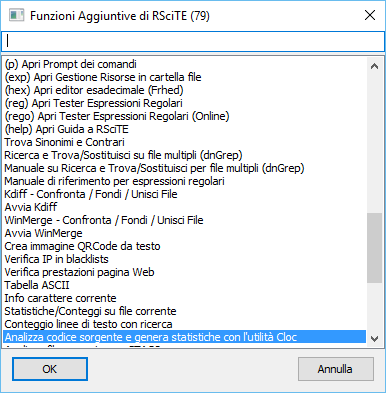 Funzioni Aggiuntive di RSciTE (79)
(p) Apri Prompt dei comandi
(exp) Apri Gestione Risorse in cartella file
(hex) Apri editor esadecimale (Frhed)
(reg) Apri Tester Espressioni Regolari
(rego) Apri Tester Espressioni Regolari (Online)
(help) Apri Guida a RSciTE
Trova Sinonimi e Contrari
Ricerca e Trova/Sostituisci su file multipli (dnGrep)
Manuale su Ricerca e Trova/Sostituisci per file multipli (dnGrep)
Manuale di riferimento per espressioni regolari
Kdiff - Confronta / Fondi / Unisci File
Avvia Kdiff
WinMerge - Confronta / Fondi / Unisci File
Avvia WinMerge
Crea immagine QRCode da testo
Verifica IP in blacklists
Verifica prestazioni pagina Web
Tabella ASCII
Info carattere corrente
Statistiche/Conteggi su file corrente
Conteggio linee di testo con ricerca
Analizza codice sorgente e genera statistiche con l'utilità Cloc
OK
Annulla